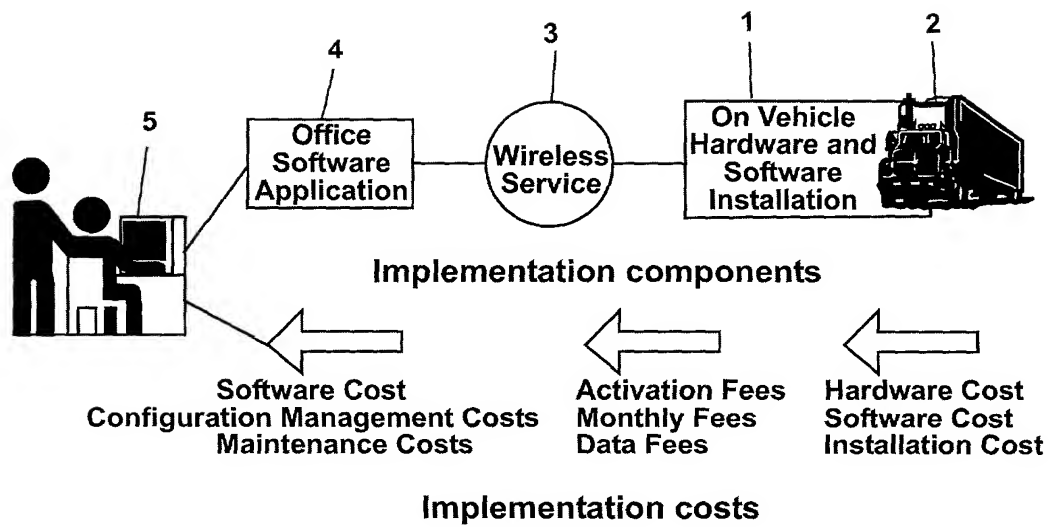 3
1
2
4
5
Office
Software
Application
Wireless
Service
On Vehicle
Hardware and
Software
Installation
Implementation components
Software Cost
Configuration Management Costs
Maintenance Costs
Activation Fees
Monthly Fees
Data Fees
Hardware Cost
Software Cost
Installation Cost
Implementation costs